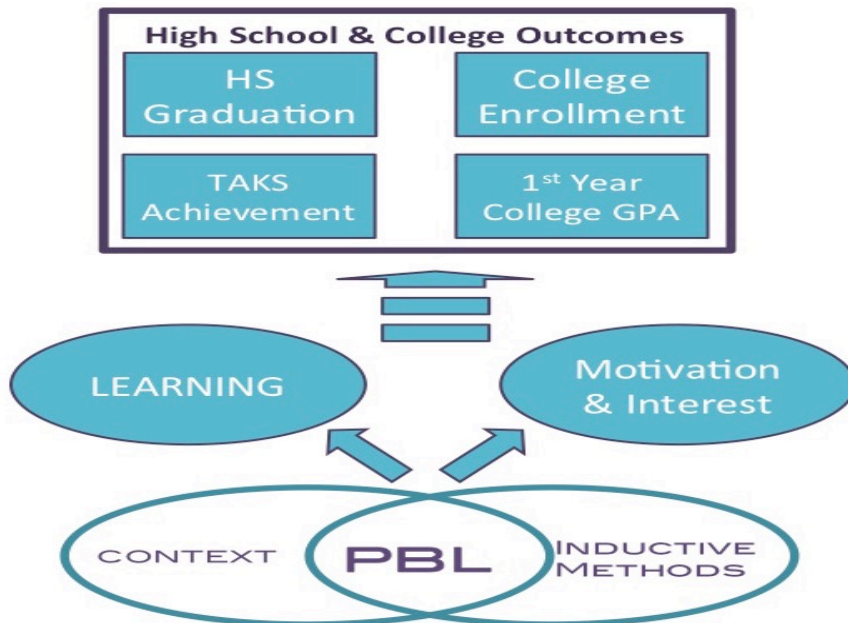 High School & College Outcomes
HS
Graduation
College
Enrollment
TAKS
Achievement
1st Year
College GPA
LEARNING
Motivation
& Interest
CONTEXT
PBL
INDUCTIVE
METHODS